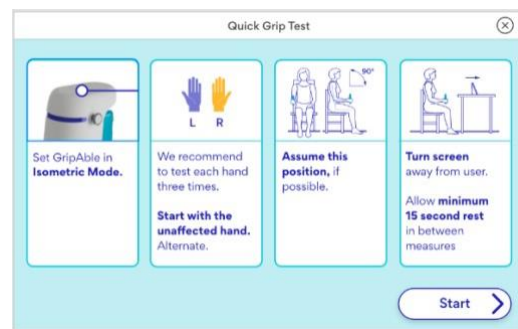 Quick Grip Test
Set GripAble in
Isometric Mode.
L R
We recommend
to test each hand
three times.
Start with the
unaffected hand.
Alternate.
90°
Assume this
position, if
possible.
Turn screen
away from user.
Allow minimum
15 second rest
in between
measures
Start